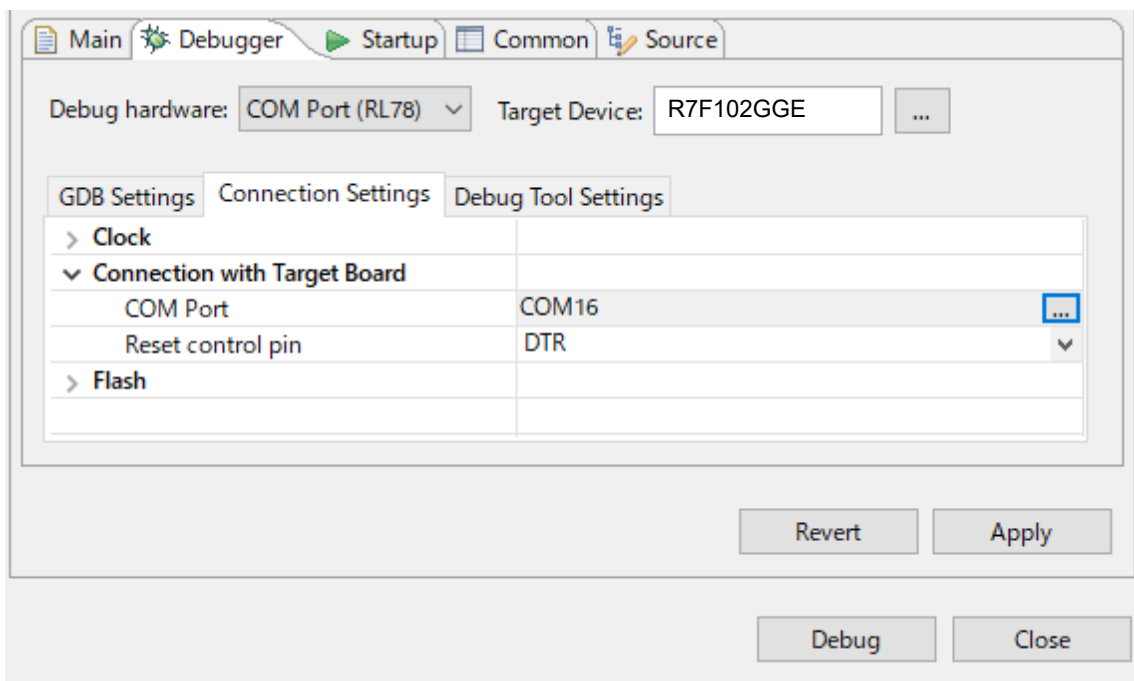 Main Debugger Startup Common Source
Debug hardware: COM Port (RL78) Target Device: R7F102GGE ...
GDB Settings Connection Settings Debug Tool Settings
Clock
Connection with Target Board
COM Port COM16 ...
Reset control pin DTR
Flash
Revert Apply
Debug Close